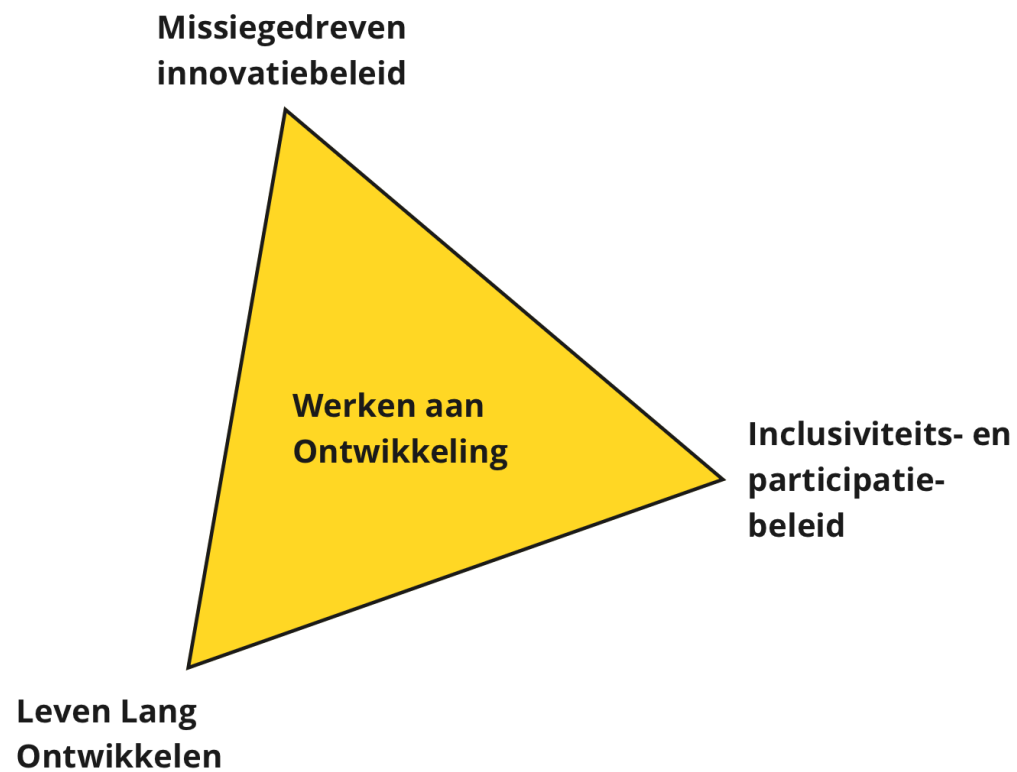 Missiegedreven
innovatiebeleid
Werken aan
Ontwikkeling
Inclusiviteits- en
participatie-
beleid
Leven Lang
Ontwikkelen